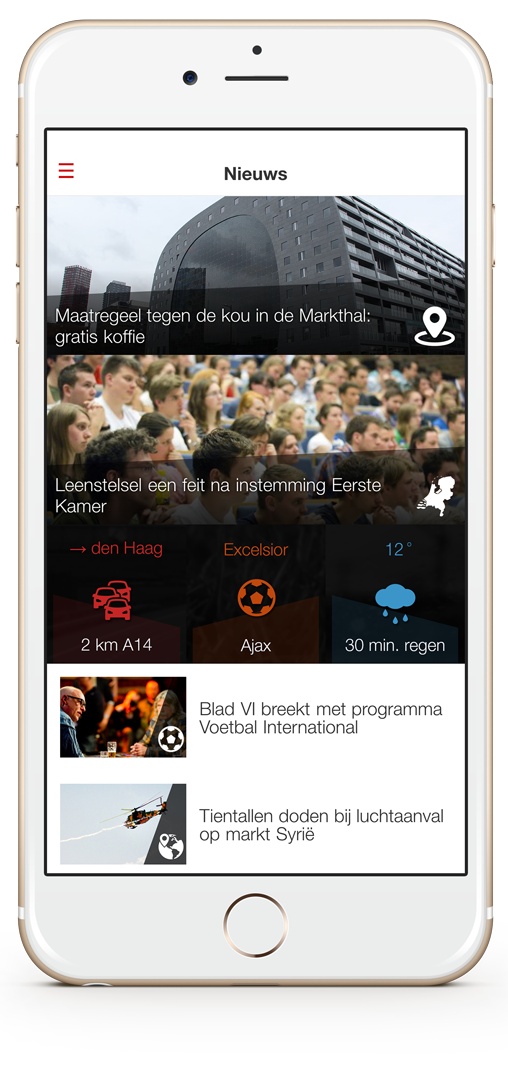 Nieuws
Maatregeel tegen de kou in de Markthal:
gratis koffie
Leenstelsel een feit na instemming Eerste
Kamer
→ den Haag
Excelsior
12°
2 km A14
Ajax
30 min. regen
Blad VI breekt met programma
Voetbal International
Tientallen doden bij luchtaanval
op markt Syrië